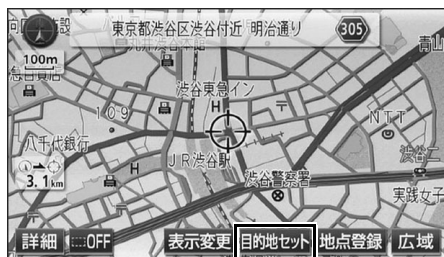 東京都渋谷区渋谷付近 明治通り
305
100m
青山
渋谷東急イン
H
109
NTT
八千代銀行
H
JR渋谷駅
渋谷二
渋谷警察署
3.1km
実践女子
詳細
OFF
表示変更
目的地セット
地点登録
広域